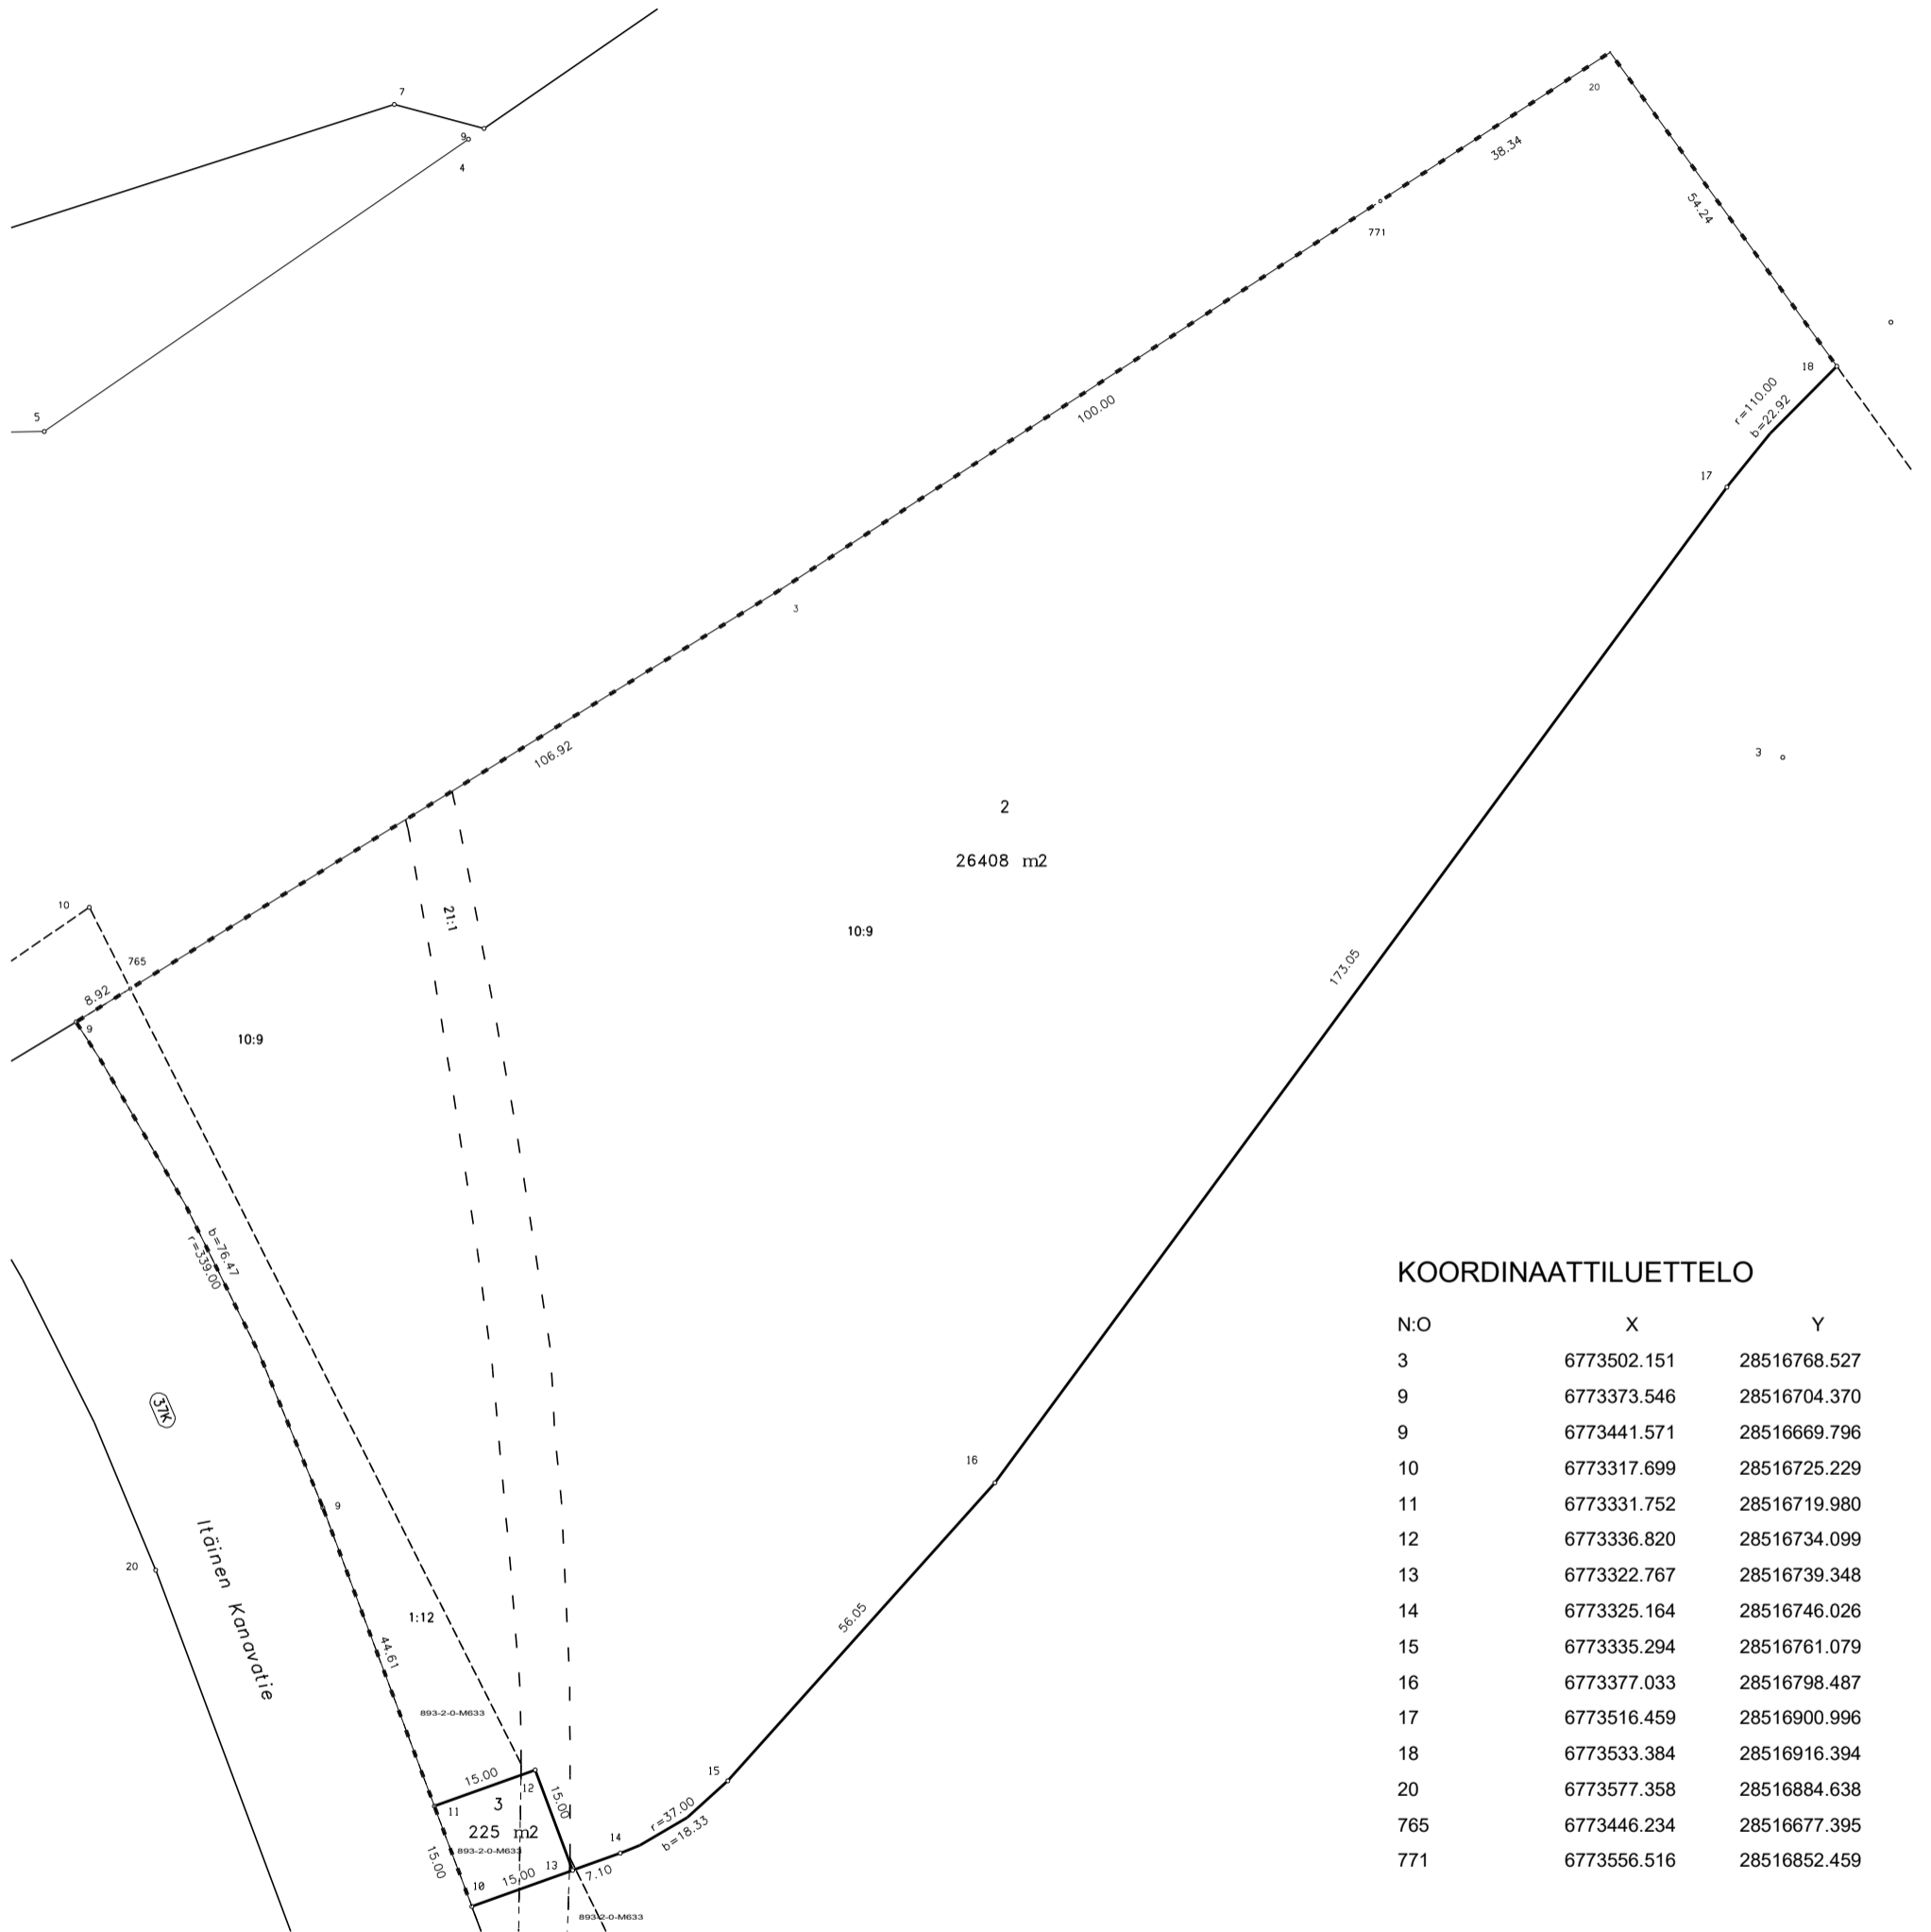 7
9
4
5
20
38.34
771
54.24
18
r=110.00
b=22.92
17
100.00
3
106.92
3
2
26408 m2
21:1
10:9
10
765
8.92
9
10:9
173.05
b=76.47
r=339.00
37K
Itäinen Kanavatie
20
9
1:12
44.61
893-2-0-M633
16
56.05
15
15.00
12
15.00
11
3
225 m2
893-2-0-M633
15.00
10
15.00
13
14
7.10
r=37.00
b=18.33
893-2-0-M633
KOORDINAATTILUETTELO
N:O X Y
3 6773502.151 28516768.527
9 6773373.546 28516704.370
9 6773441.571 28516669.796
10 6773317.699 28516725.229
11 6773331.752 28516719.980
12 6773336.820 28516734.099
13 6773322.767 28516739.348
14 6773325.164 28516746.026
15 6773335.294 28516761.079
16 6773377.033 28516798.487
17 6773516.459 28516900.996
18 6773533.384 28516916.394
20 6773577.358 28516884.638
765 6773446.234 28516677.395
771 6773556.516 28516852.459